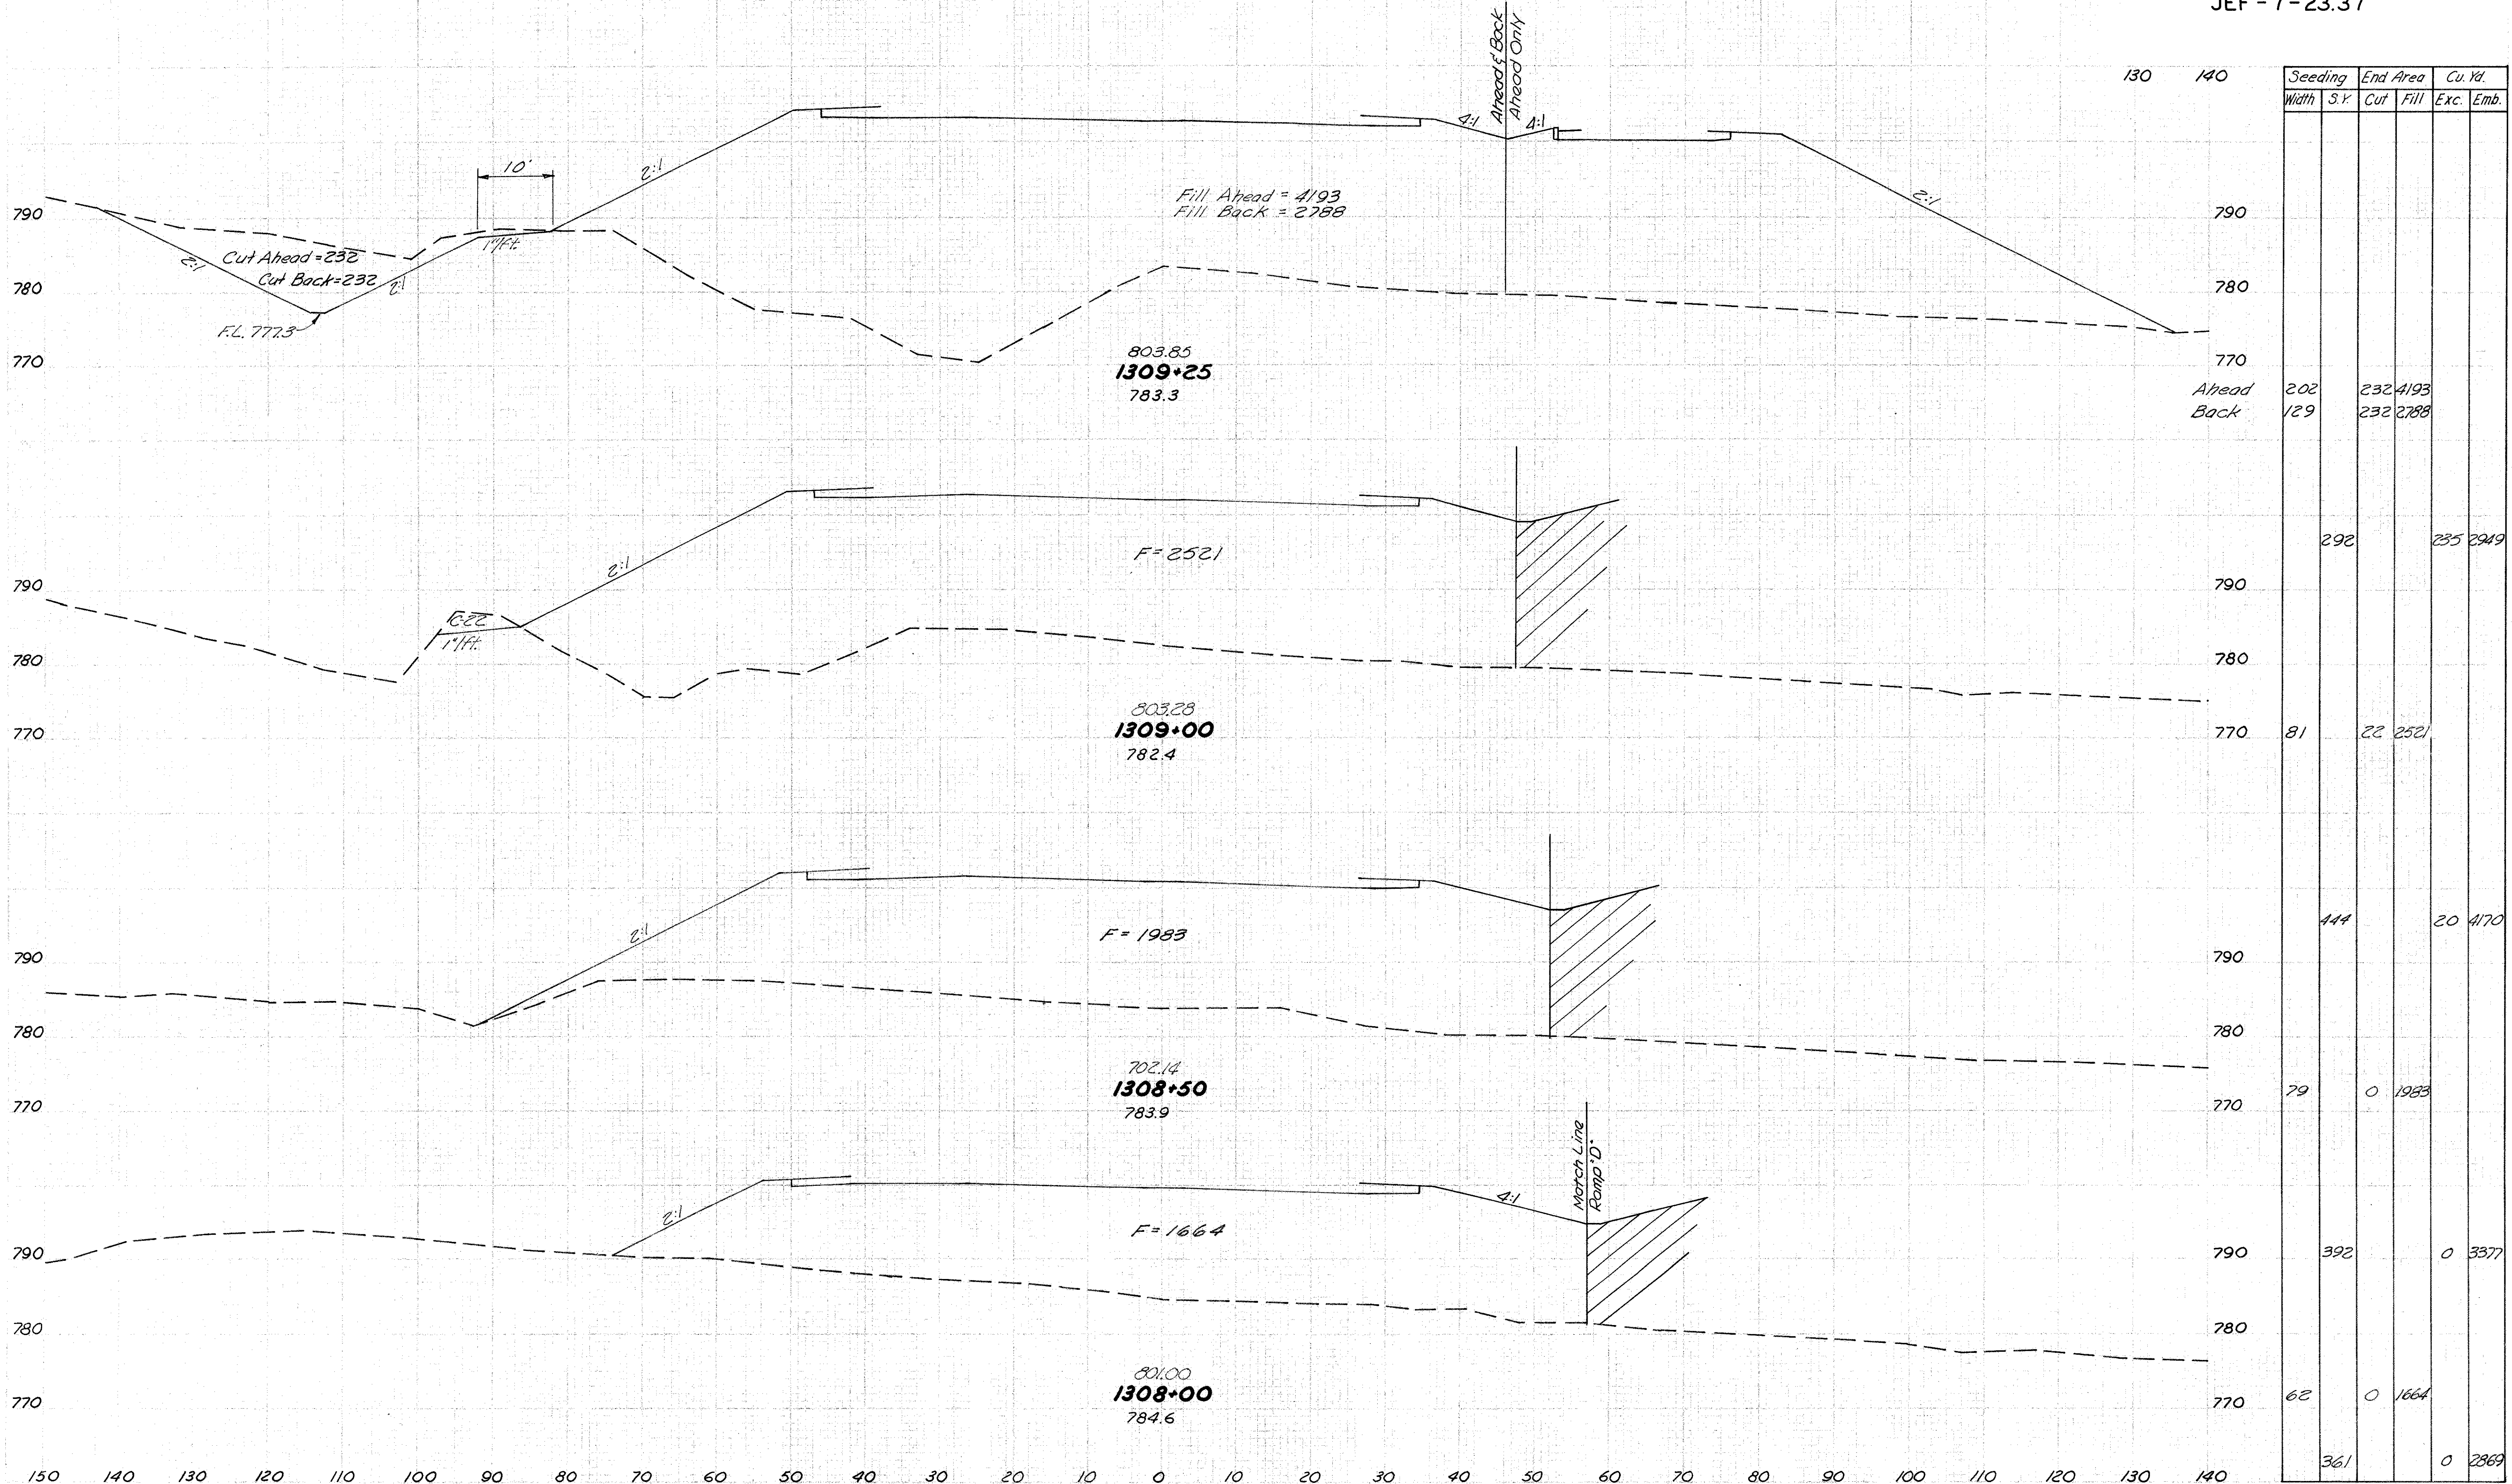 JEF-7-23.37
130 140
Seeding End Area Cu. Yd.
Width S.Y. Cut Fill Exc. Emb.
Ahead & Back
Ahead Only
4:1 4:1
10'
2:1
2:1
1"/ft.
Fill Ahead = 4193
Fill Back = 2788
Cut Ahead = 232
Cut Back = 232
2:1
2:1
F.L. 777.3
790 790
780 780
770 770
803.85
1309+25
783.3
Ahead 202 232 4193
Back 129 232 2788
292 235 2949
F= 2521
2:1
C-22
1"/ft.
790 790
780 780
770 770
803.28
1309+00
782.4
81 22 2521
444 20 4170
F= 1983
2:1
790 790
780 780
770 770
702.14
1308+50
783.9
79 0 1983
Match Line
Ramp "D"
4:1
2:1
F= 1664
392 0 3377
790 790
780 780
770 770
801.00
1308+00
784.6
62 0 1664
361 0 2869
150 140 130 120 110 100 90 80 70 60 50 40 30 20 10 0 10 20 30 40 50 60 70 80 90 100 110 120 130 140